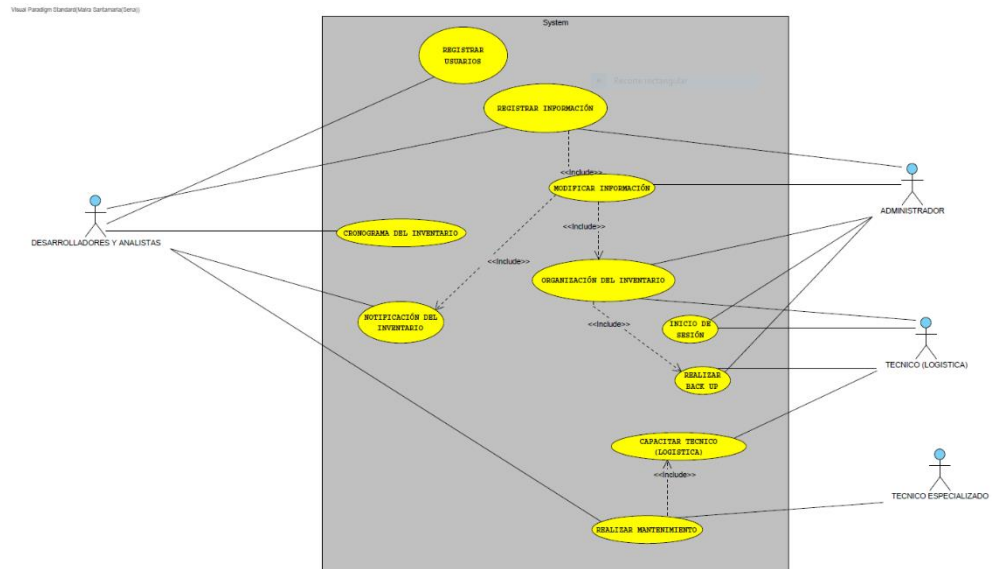 Visual Paradigm Standard(Maira Santamaria(Sena))
System
REGISTRAR
USUARIOS
Recorte rectangular
REGISTRAR INFORMACIÓN
<<Include>>
MODIFICAR INFORMACIÓN
ADMINISTRADOR
DESARROLLADORES Y ANALISTAS
CRONOGRAMA DEL INVENTARIO
<<Include>>
<<Include>>
ORGANIZACIÓN DEL INVENTARIO
NOTIFICACIÓN DEL
INVENTARIO
<<Include>>
INICIO DE
SESIÓN
TECNICO (LOGISTICA)
REALIZAR
BACK UP
CAPACITAR TECNICO
(LOGISTICA)
<<Include>>
TECNICO ESPECIALIZADO
REALIZAR MANTENIMIENTO